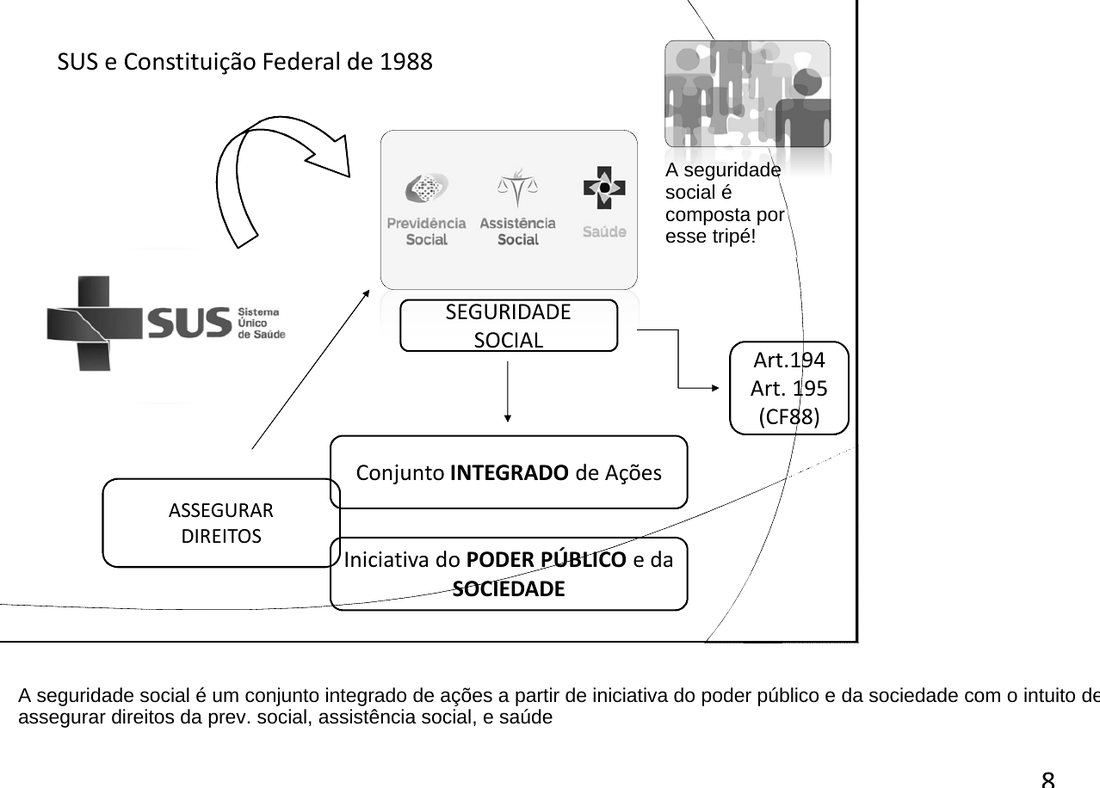 SUS e Constituição Federal de 1988
A seguridade
social é
composta por
esse tripé!
Previdência
Social
Assistência
Social
Saúde
SUS
Sistema
Único
de Saúde
SEGURIDADE
SOCIAL
Art.194
Art. 195
(CF88)
Conjunto INTEGRADO de Ações
ASSEGURAR
DIREITOS
Iniciativa do PODER PÚBLICO e da
SOCIEDADE
A seguridade social é um conjunto integrado de ações a partir de iniciativa do poder público e da sociedade com o intuito de
assegurar direitos da prev. social, assistência social, e saúde
8